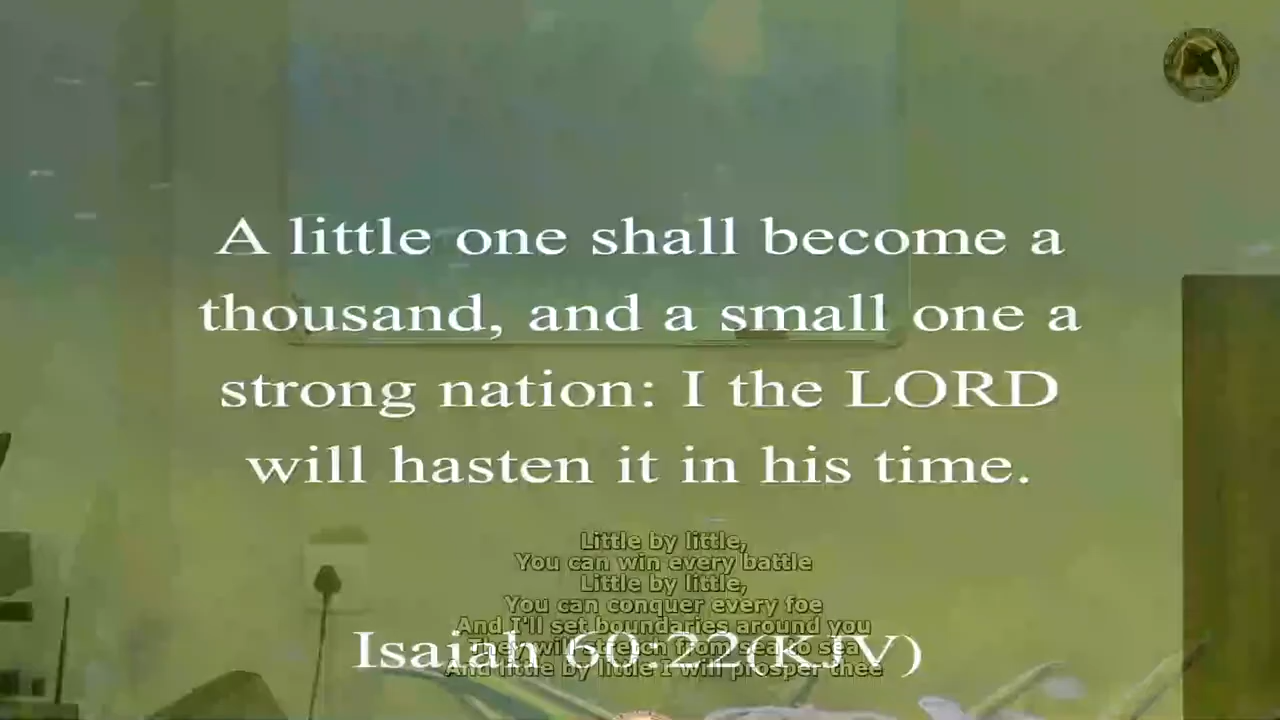 A little one shall become a
thousand, and a small one a
strong nation: I the LORD
will hasten it in his time.
Little by little,
You can win every battle
Little by little,
You can conquer every foe
And I'll set boundaries around you
They will stretch from sea to sea
Isaiah 60:22(KJV)
And little by little I will prosper thee